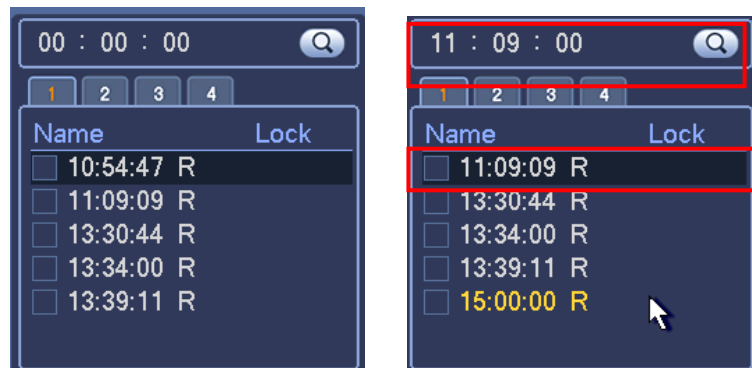 00 : 00 : 00
1 2 3 4
Name Lock
10:54:47 R
11:09:09 R
13:30:44 R
13:34:00 R
13:39:11 R
11 : 09 : 00
1 2 3 4
Name Lock
11:09:09 R
13:30:44 R
13:34:00 R
13:39:11 R
15:00:00 R